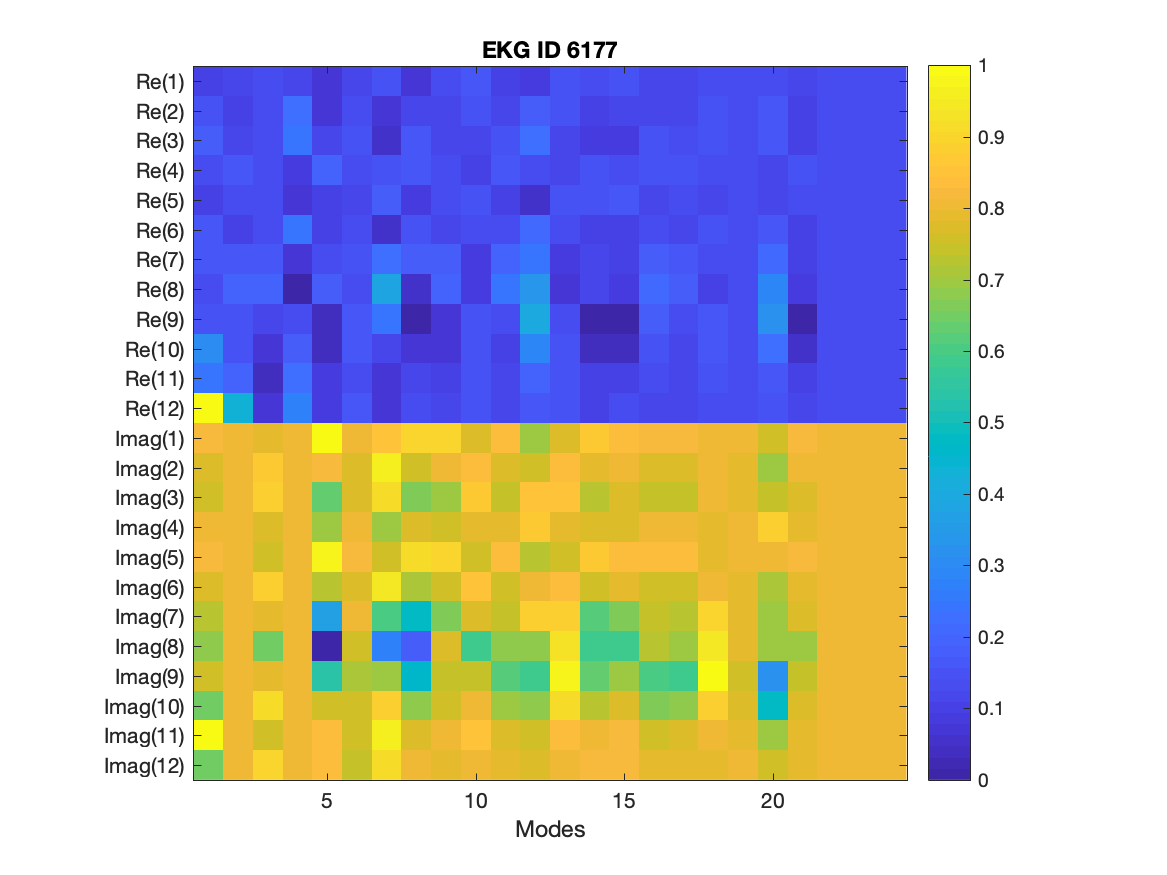 EKG ID 6177
Re(1)
Re(2)
Re(3)
Re(4)
Re(5)
Re(6)
Re(7)
Re(8)
Re(9)
Re(10)
Re(11)
Re(12)
Imag(1)
Imag(2)
Imag(3)
Imag(4)
Imag(5)
Imag(6)
Imag(7)
Imag(8)
Imag(9)
Imag(10)
Imag(11)
Imag(12)
5 10 15 20
Modes
1
0.9
0.8
0.7
0.6
0.5
0.4
0.3
0.2
0.1
0